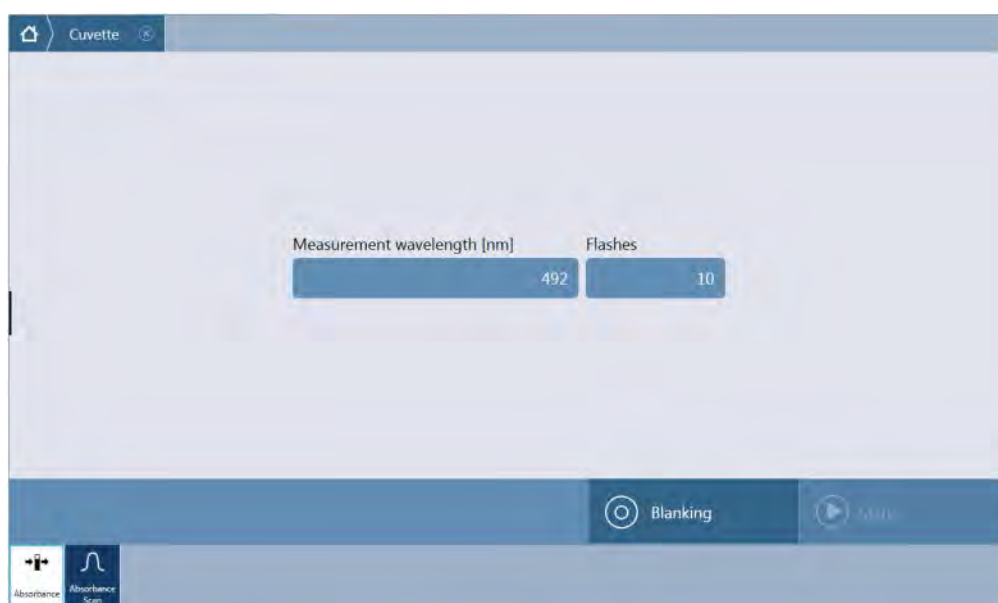 Cuvette
Measurement wavelength [nm] Flashes
492 10
Blanking
Absorbance
Absorbance
Scan